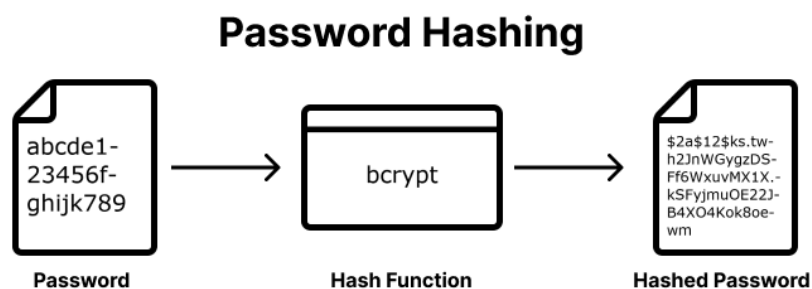 Password Hashing
abcde1-
23456f-
ghijk789
bcrypt
$2a$12$ks.tw-
h2JnWGygzDS-
Ff6WxuvMX1X.-
kSFyjmuOE22J-
B4XO4Kok8oe-
wm
Password
Hash Function
Hashed Password